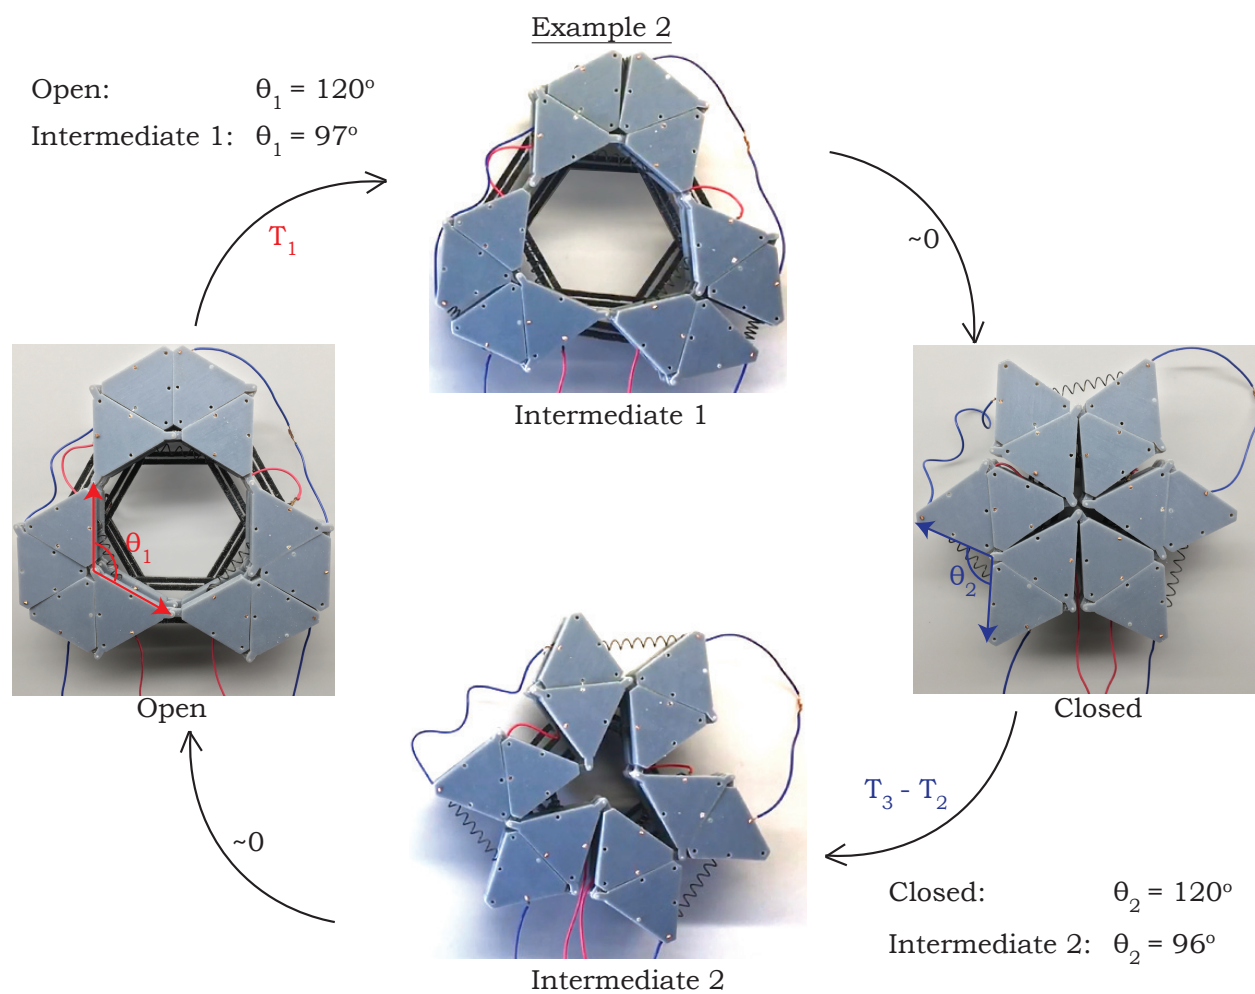 Example 2
Open: θ₁ = 120°
Intermediate 1: θ₁ = 97°
T₁
~0
Intermediate 1
θ₁
θ₂
Open
Closed
T₃ - T₂
~0
Closed: θ₂ = 120°
Intermediate 2: θ₂ = 96°
Intermediate 2